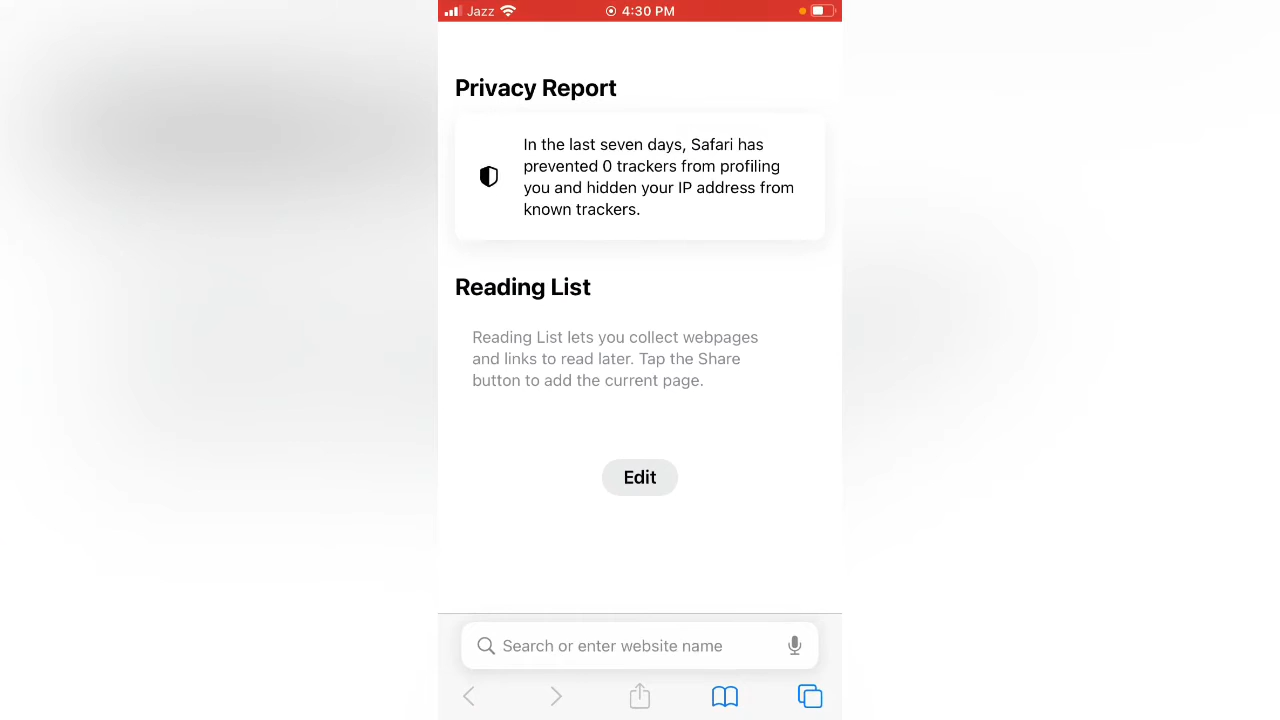 Jazz 4:30 PM
Privacy Report
In the last seven days, Safari has
prevented 0 trackers from profiling
you and hidden your IP address from
known trackers.
Reading List
Reading List lets you collect webpages
and links to read later. Tap the Share
button to add the current page.
Edit
Search or enter website name